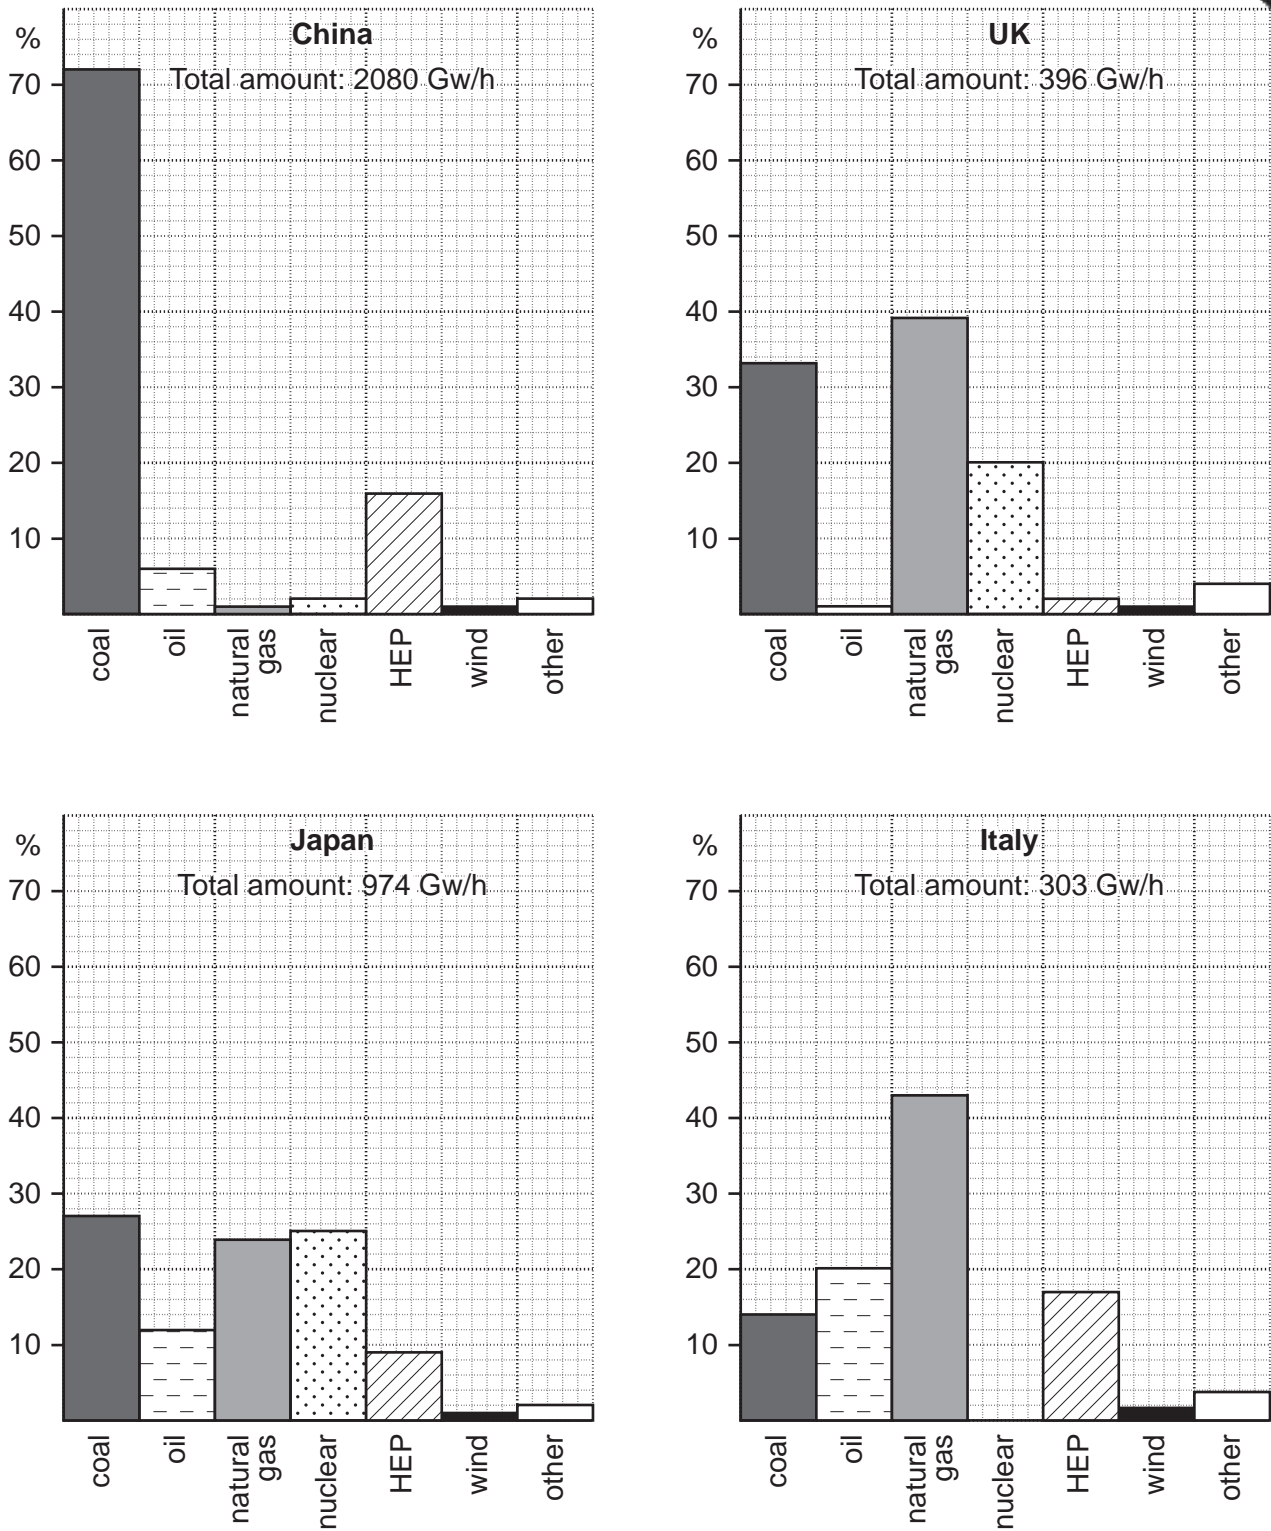 China
Total amount: 2080 Gw/h
%
70
60
50
40
30
20
10
coal
oil
natural
gas
nuclear
HEP
wind
other
UK
Total amount: 396 Gw/h
%
70
60
50
40
30
20
10
coal
oil
natural
gas
nuclear
HEP
wind
other
Japan
Total amount: 974 Gw/h
%
70
60
50
40
30
20
10
coal
oil
natural
gas
nuclear
HEP
wind
other
Italy
Total amount: 303 Gw/h
%
70
60
50
40
30
20
10
coal
oil
natural
gas
nuclear
HEP
wind
other